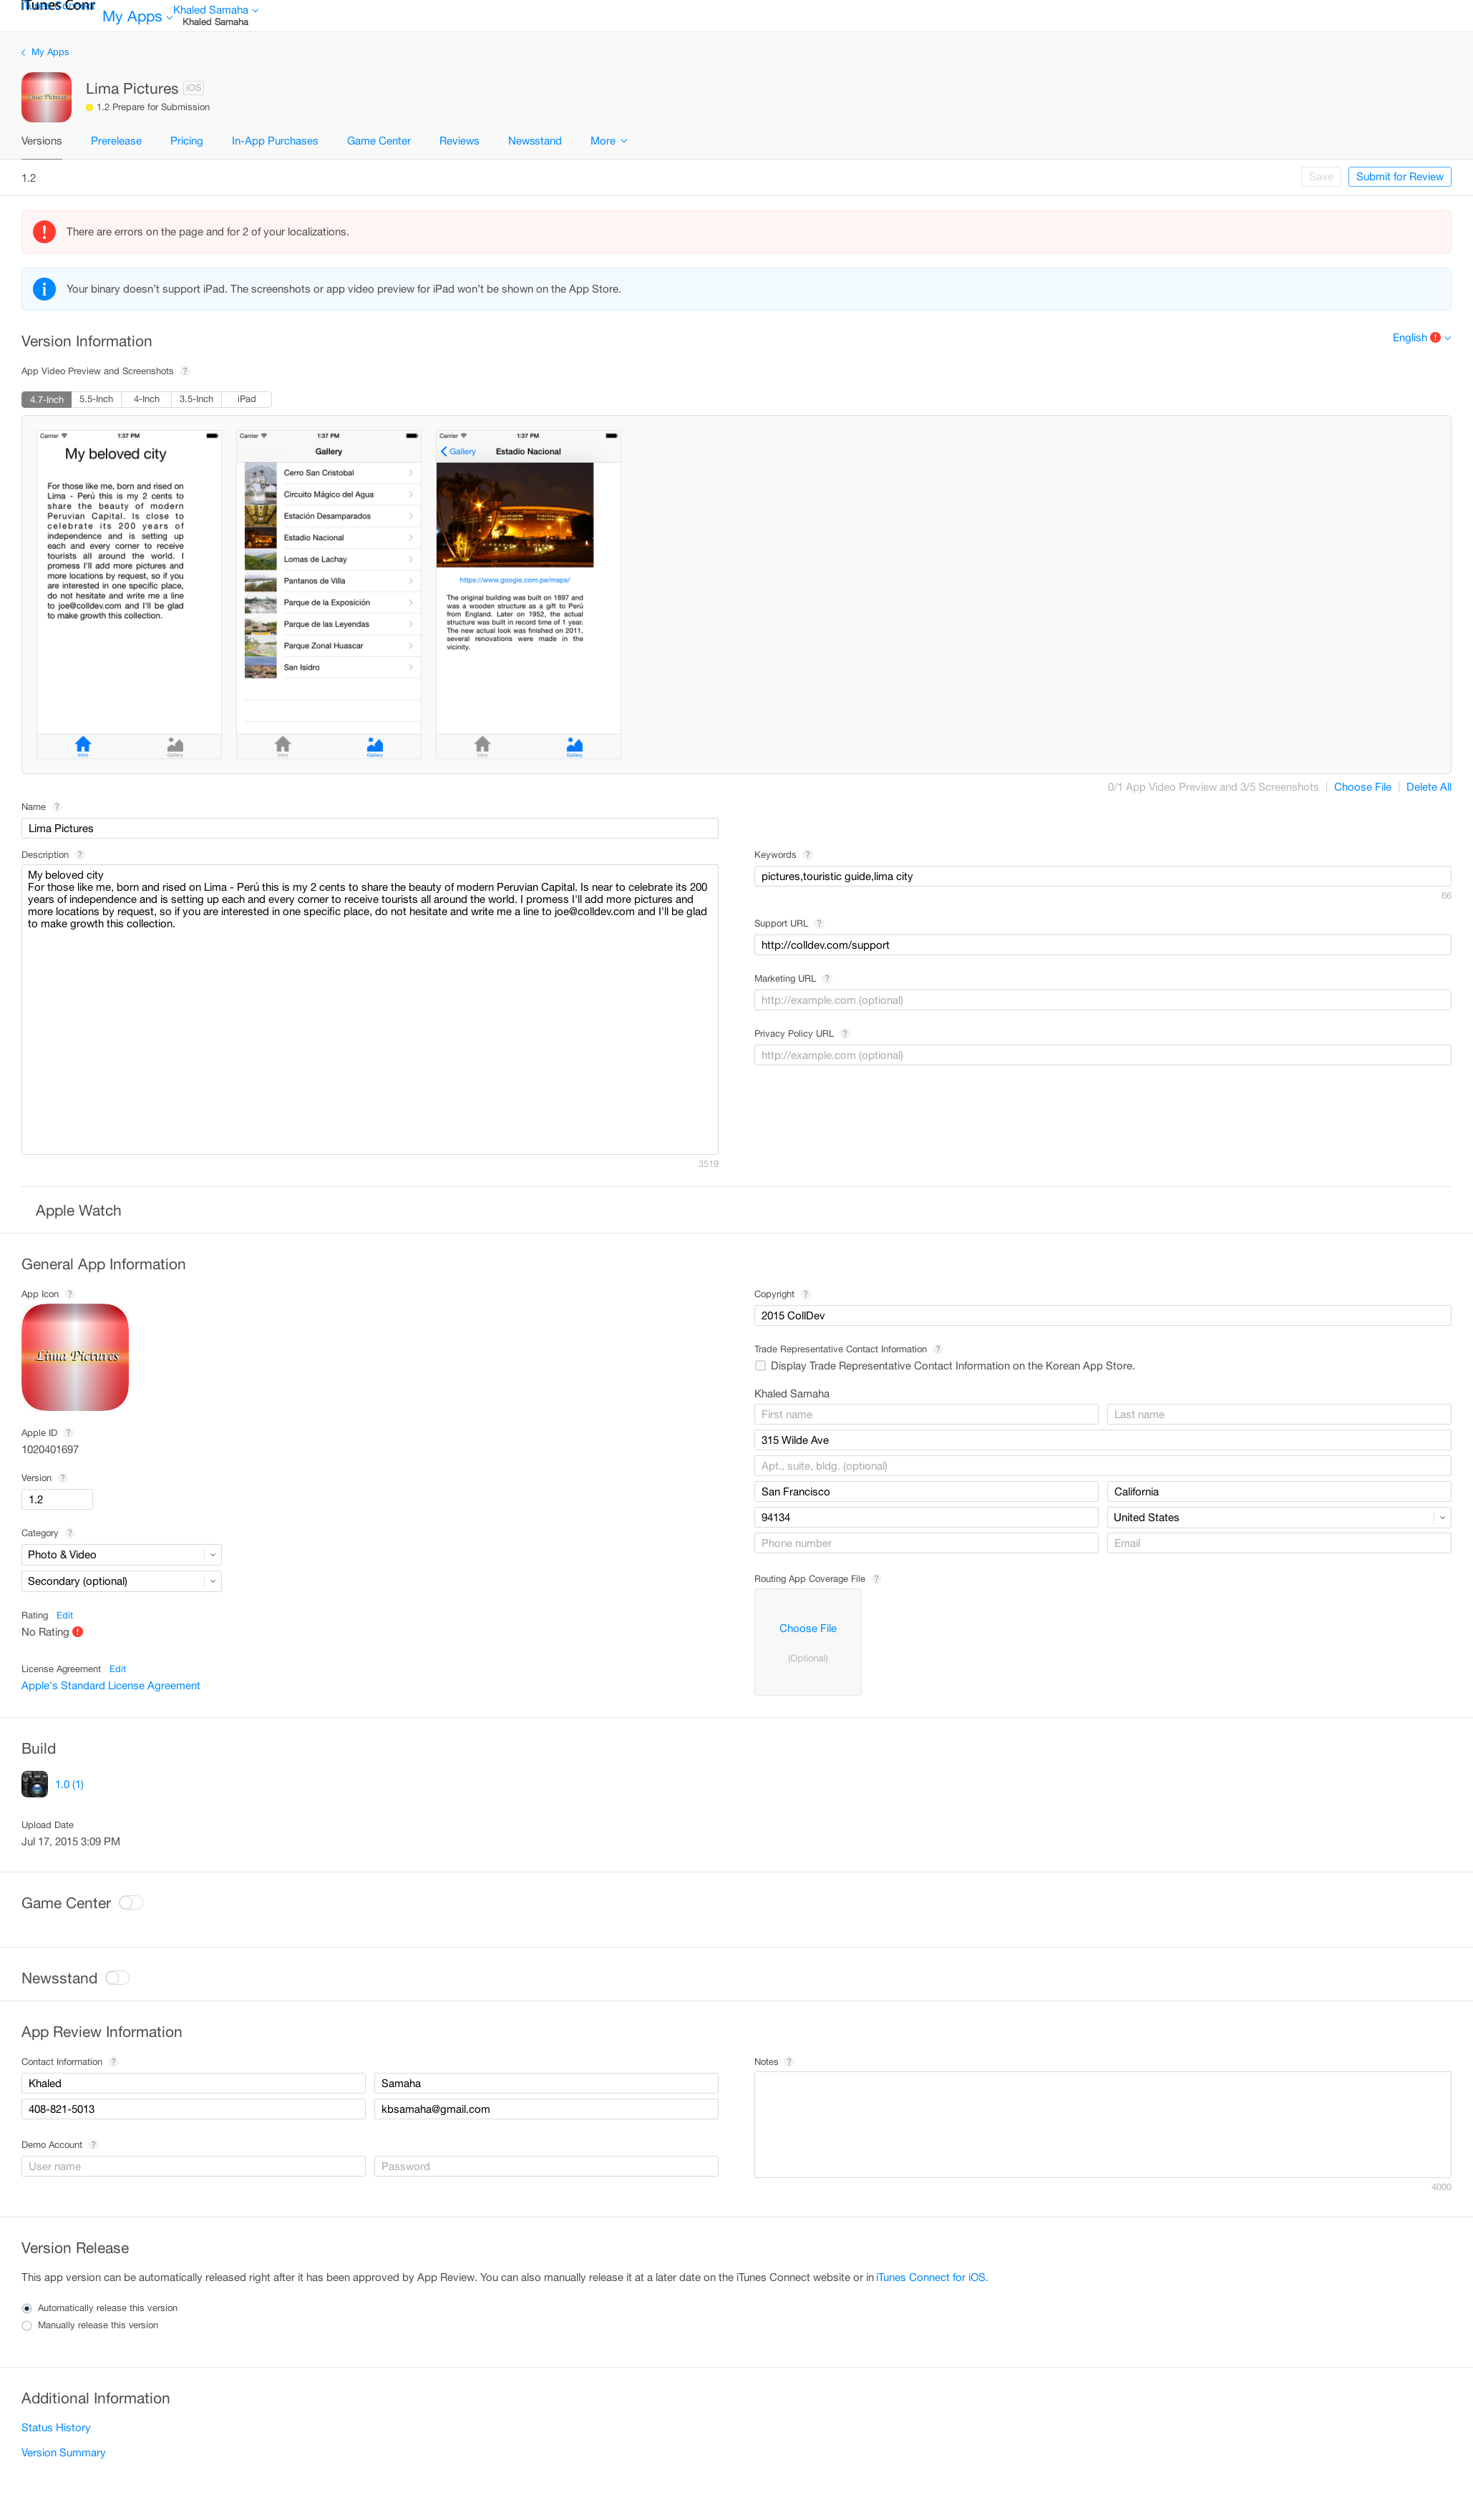 iTunes Conr
My Apps
Khaled Samaha
Khaled Samaha
My Apps
Lima Pictures
Lima Pictures iOS
1.2 Prepare for Submission
Versions Prerelease Pricing In-App Purchases Game Center Reviews Newsstand More
1.2 Save Submit for Review
There are errors on the page and for 2 of your localizations.
Your binary doesn't support iPad. The screenshots or app video preview for iPad won't be shown on the App Store.
Version Information English
App Video Preview and Screenshots ?
4.7-Inch 5.5-Inch 4-Inch 3.5-Inch iPad
Carrier 1:37 PM
My beloved city
For those like me, born and rised on
Lima - Perú this is my 2 cents to
share the beauty of modern
Peruvian Capital. Is close to
celebrate its 200 years of
independence and is setting up
each and every corner to receive
tourists all around the world. I
promess I'll add more pictures and
more locations by request, so if you
are interested in one specific place,
do not hesitate and write me a line
to joe@colldev.com and I'll be glad
to make growth this collection.
Intro Gallery
Carrier 1:37 PM
Gallery
Cerro San Cristobal
Circuito Mágico del Agua
Estación Desamparados
Estadio Nacional
Lomas de Lachay
Pantanos de Villa
Parque de la Exposición
Parque de las Leyendas
Parque Zonal Huascar
San Isidro
Intro Gallery
Carrier 1:37 PM
Gallery Estadio Nacional
https://www.google.com.pe/maps/
The original building was built on 1897 and
was a wooden structure as a gift to Perú
from England. Later on 1952, the actual
structure was built in record time of 1 year.
The new actual look was finished on 2011,
several renovations were made in the
vicinity.
Intro Gallery
0/1 App Video Preview and 3/5 Screenshots Choose File Delete All
Name ?
Lima Pictures
Description ?
My beloved city
For those like me, born and rised on Lima - Perú this is my 2 cents to share the beauty of modern Peruvian Capital. Is near to celebrate its 200
years of independence and is setting up each and every corner to receive tourists all around the world. I promess I'll add more pictures and
more locations by request, so if you are interested in one specific place, do not hesitate and write me a line to joe@colldev.com and I'll be glad
to make growth this collection.
3519
Keywords ?
pictures,touristic guide,lima city
66
Support URL ?
http://colldev.com/support
Marketing URL ?
http://example.com (optional)
Privacy Policy URL ?
http://example.com (optional)
Apple Watch
General App Information
App Icon ?
Lima Pictures
Apple ID ?
1020401697
Version ?
1.2
Category ?
Photo & Video
Secondary (optional)
Rating Edit
No Rating
License Agreement Edit
Apple's Standard License Agreement
Copyright ?
2015 CollDev
Trade Representative Contact Information ?
Display Trade Representative Contact Information on the Korean App Store.
Khaled Samaha
First name Last name
315 Wilde Ave
Apt., suite, bldg. (optional)
San Francisco California
94134 United States
Phone number Email
Routing App Coverage File ?
Choose File
(Optional)
Build
1.0 (1)
Upload Date
Jul 17, 2015 3:09 PM
Game Center
Newsstand
App Review Information
Contact Information ?
Khaled Samaha
408-821-5013 kbsamaha@gmail.com
Demo Account ?
User name Password
Notes ?
4000
Version Release
This app version can be automatically released right after it has been approved by App Review. You can also manually release it at a later date on the iTunes Connect website or in iTunes Connect for iOS.
Automatically release this version
Manually release this version
Additional Information
Status History
Version Summary